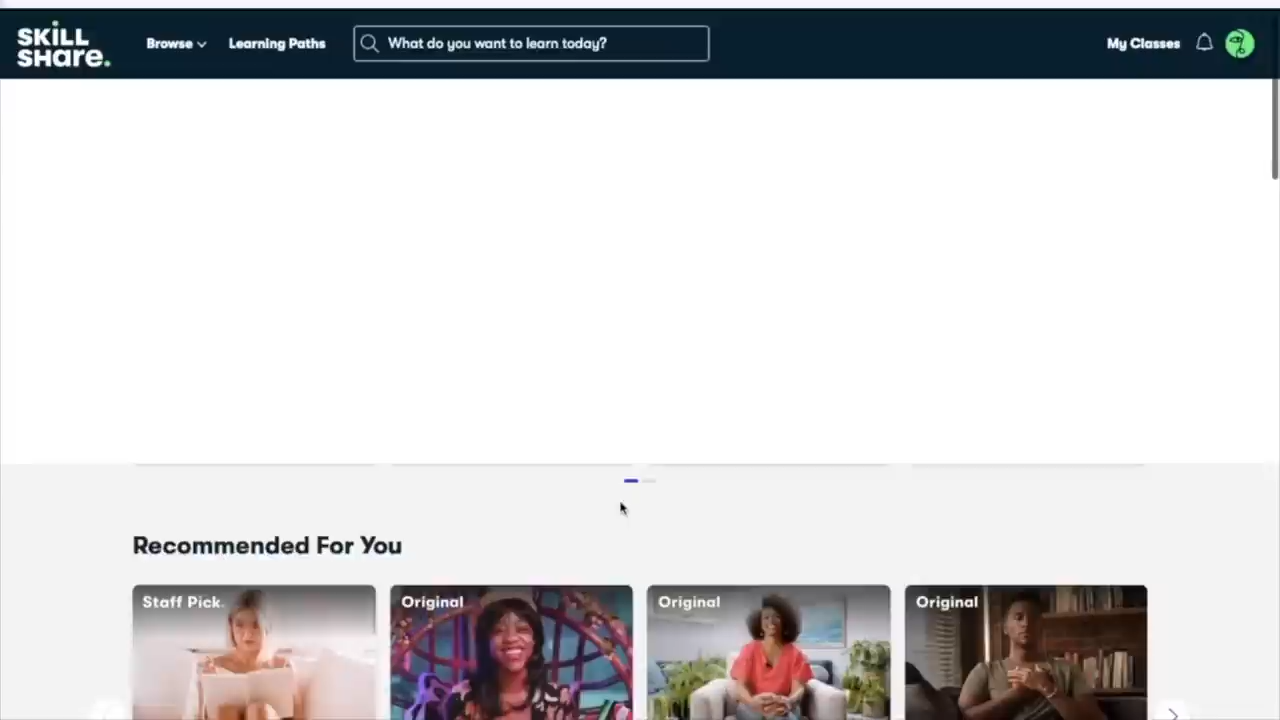 SKiLL
SHare.
Browse
Learning Paths
What do you want to learn today?
My Classes
Recommended For You
Staff Pick.
Original
Original
Original